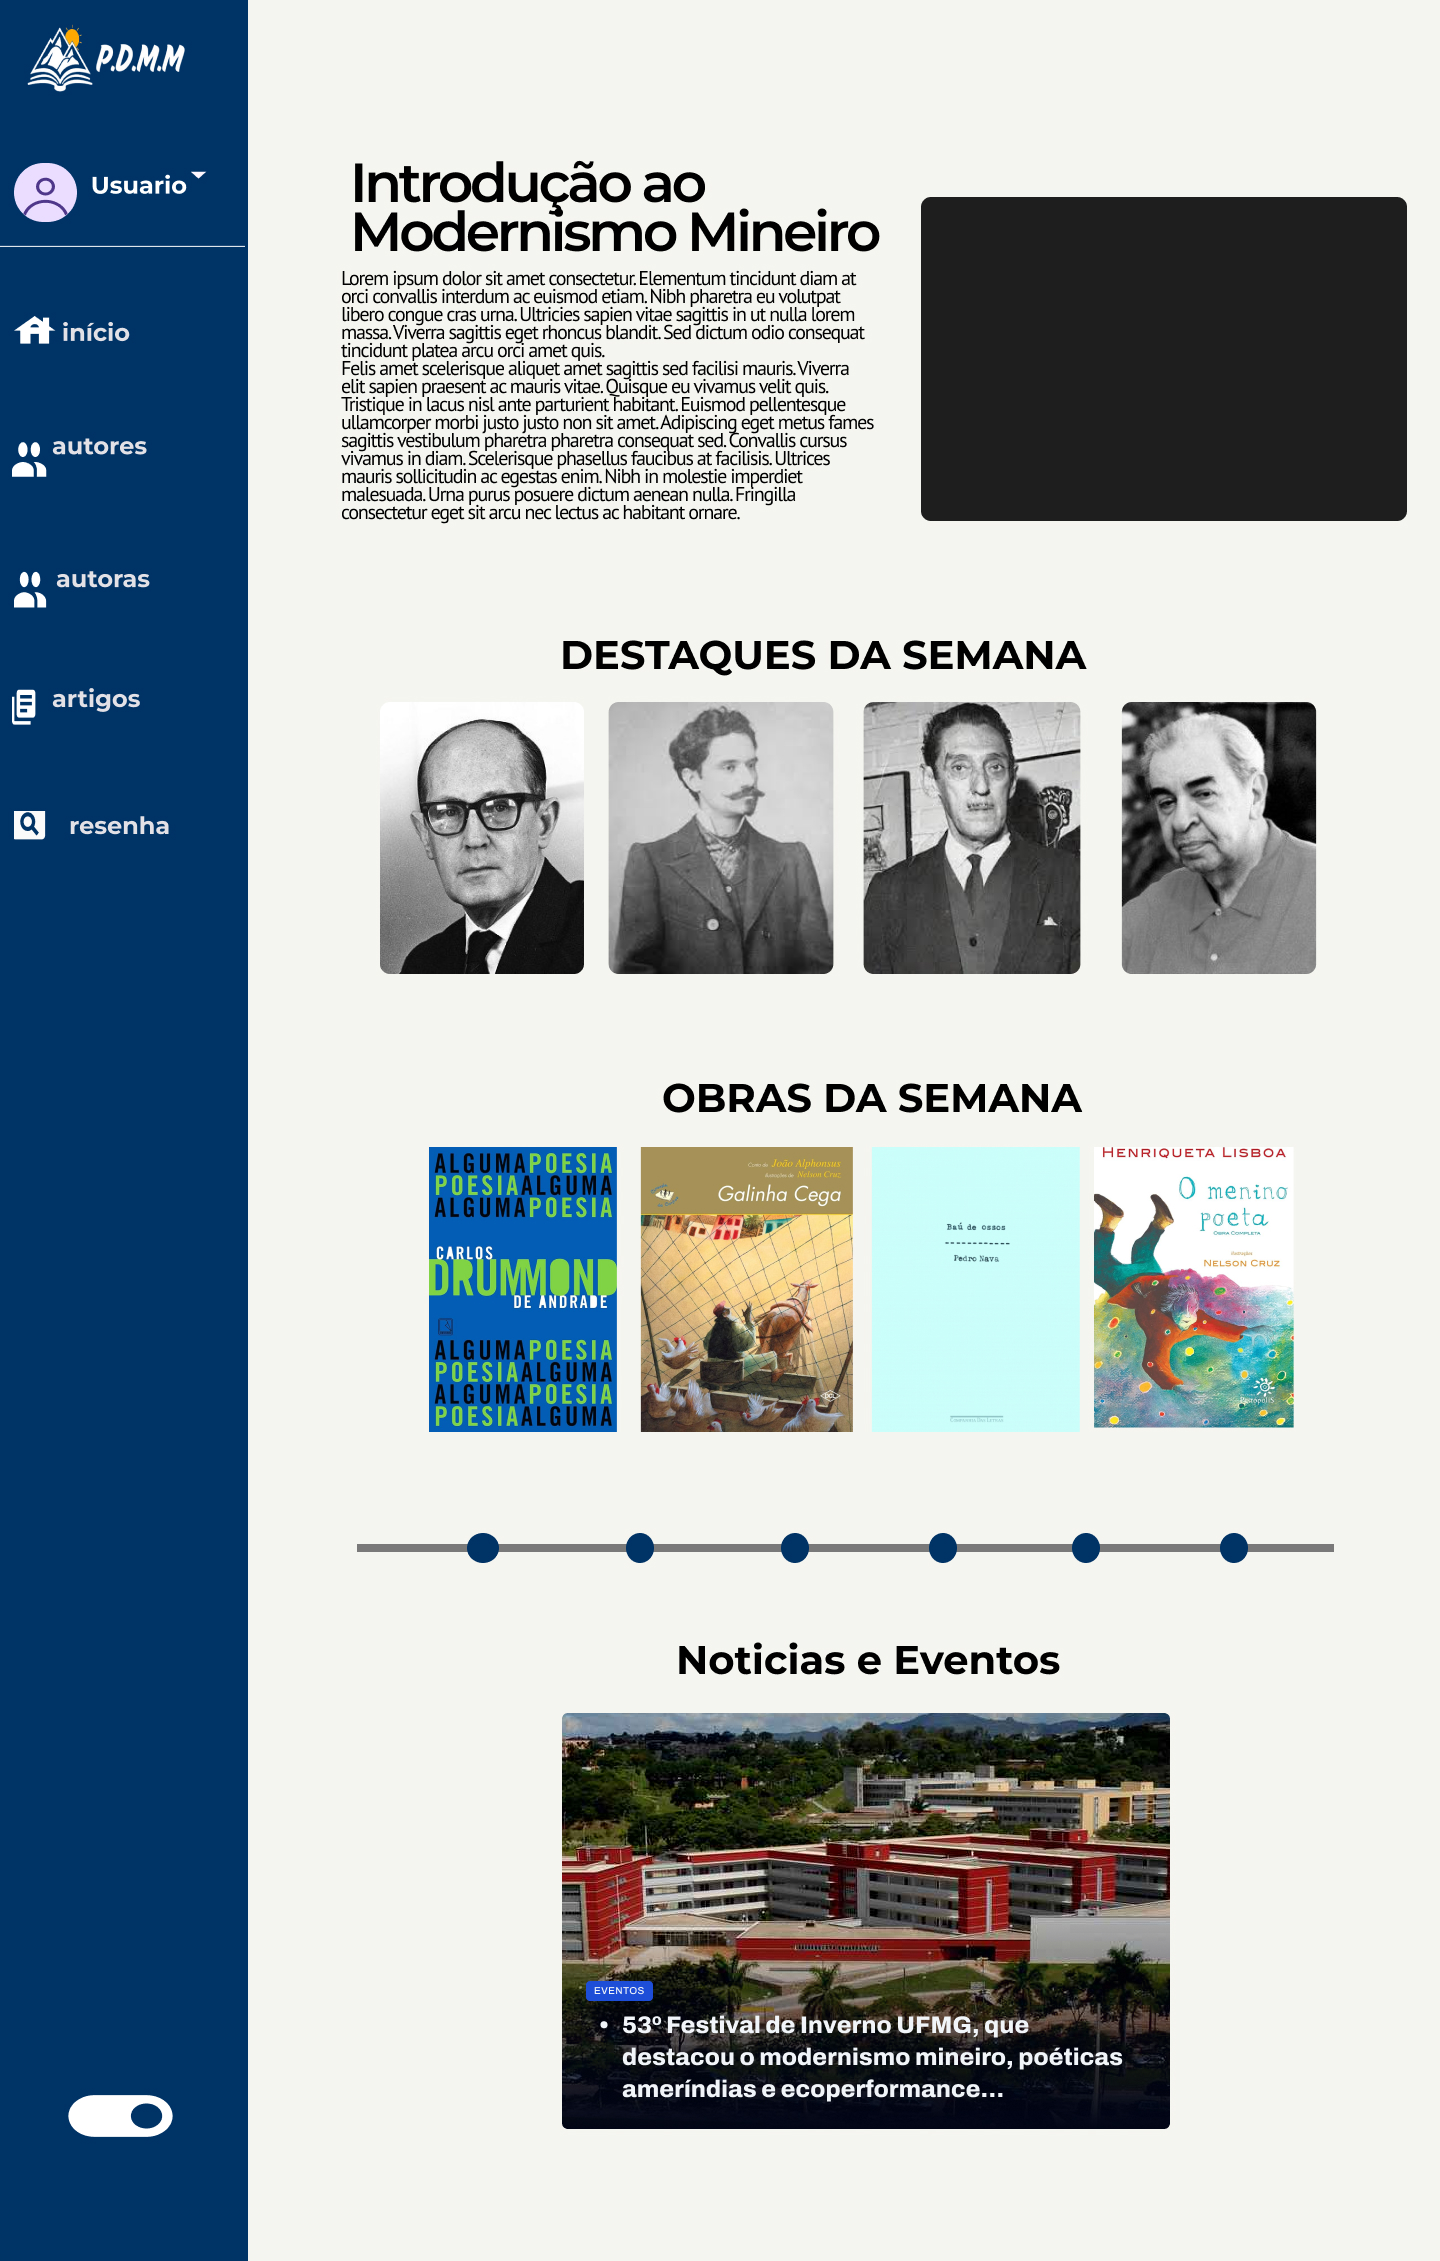 P.D.M.M
Usuario
início
autores
autoras
artigos
resenha
Introdução ao
Modernismo Mineiro
Lorem ipsum dolor sit amet consectetur. Elementum tincidunt diam at
orci convallis interdum ac euismod etiam. Nibh pharetra eu volutpat
libero congue cras urna. Ultricies sapien vitae sagittis in ut nulla lorem
massa. Viverra sagittis eget rhoncus blandit. Sed dictum odio consequat
tincidunt platea arcu orci amet quis.
Felis amet scelerisque aliquet amet sagittis sed facilisi mauris. Viverra
elit sapien praesent ac mauris vitae. Quisque eu vivamus velit quis.
Tristique in lacus nisl ante parturient habitant. Euismod pellentesque
ullamcorper morbi justo justo non sit amet. Adipiscing eget metus fames
sagittis vestibulum pharetra pharetra consequat sed. Convallis cursus
vivamus in diam. Scelerisque phasellus faucibus at facilisis. Ultrices
mauris sollicitudin ac egestas enim. Nibh in molestie imperdiet
malesuada. Urna purus posuere dictum aenean nulla. Fringilla
consectetur eget sit arcu nec lectus ac habitant ornare.
DESTAQUES DA SEMANA
OBRAS DA SEMANA
ALGUMAPOESIA
POESIAALGUMA
ALGUMAPOESIA
CARLOS
DRUMMOND
DE ANDRADE
ALGUMAPOESIA
POESIAALGUMA
ALGUMAPOESIA
POESIAALGUMA
Conto de João Alphonsus
Ilustrações de Nelson Cruz
Galinha Cega
DCL
Baú de ossos
Pedro Nava
Companhia Das Letras
HENRIQUETA LISBOA
O menino
poeta
OBRA COMPLETA
ilustrações
NELSON CRUZ
Peirópolis
Noticias e Eventos
EVENTOS
• 53º Festival de Inverno UFMG, que
destacou o modernismo mineiro, poéticas
ameríndias e ecoperformance...